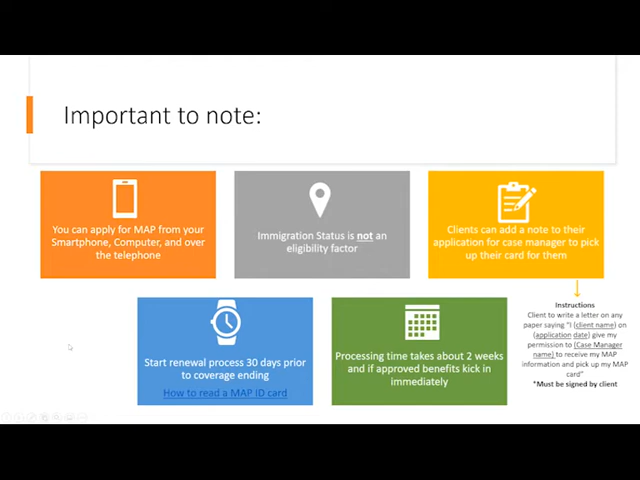 Important to note:
You can apply for MAP from your
Smartphone, Computer, and over
the telephone
Immigration Status is not an
eligibility factor
Clients can add a note to their
application for case manager to pick
up their card for them
Start renewal process 30 days prior
to coverage ending
How to read a MAP ID card
Processing time takes about 2 weeks
and if approved benefits kick in
immediately
Instructions
Client to write a letter on any
paper saying "I (client name) on
(application date) give my
permission to (Case Manager
name) to receive my MAP
information and pick up my MAP
card"
*Must be signed by client